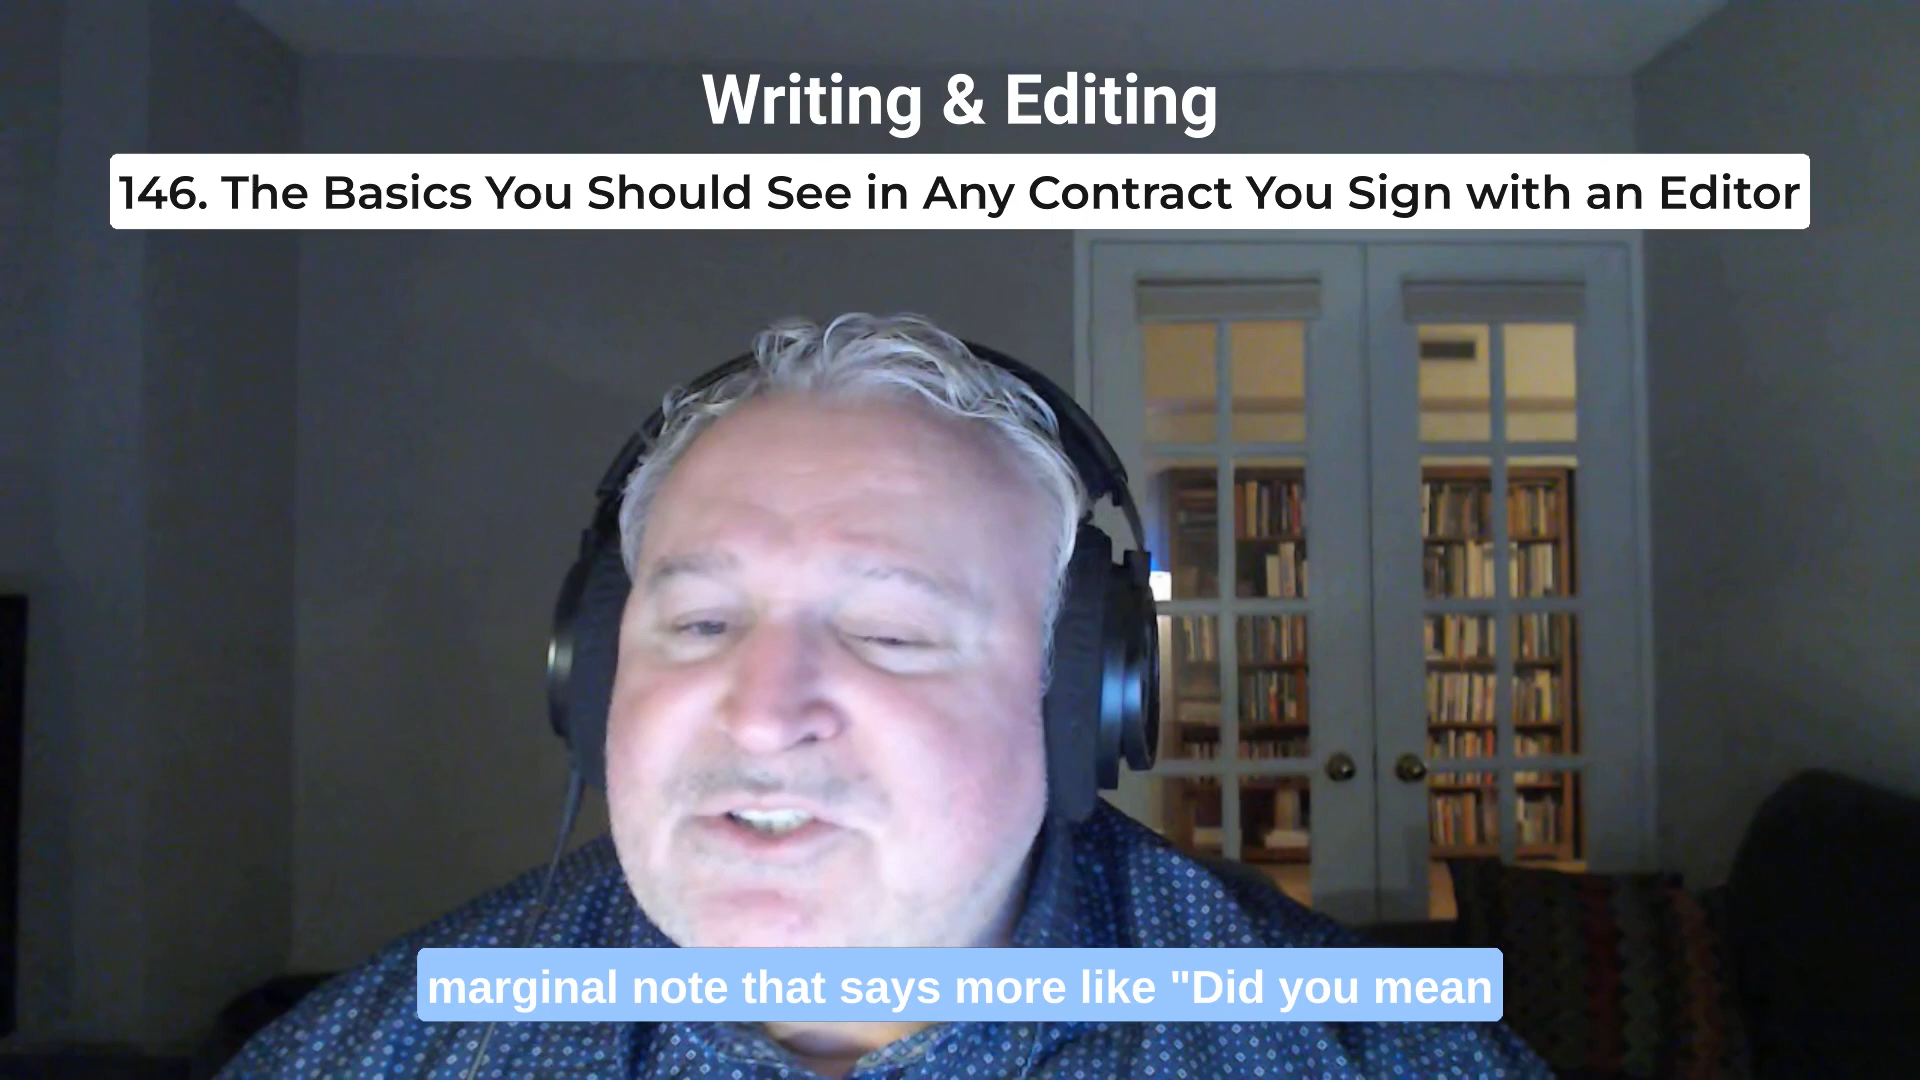 Writing & Editing
146. The Basics You Should See in Any Contract You Sign with an Editor
marginal note that says more like "Did you mean